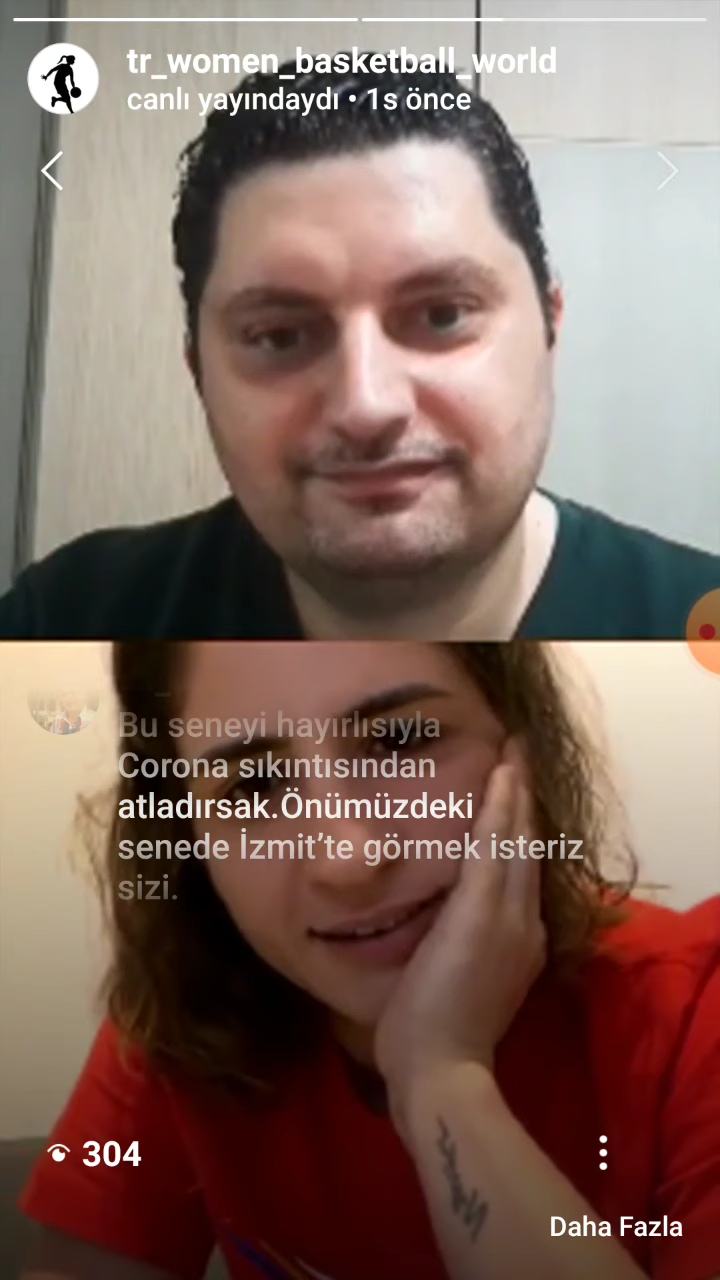 tr_women_basketball_world
canlı yayındaydı • 1s önce
Bu seneyi hayırlısıyla
Corona sıkıntısından
atladırsak.Önümüzdeki
senede İzmit’te görmek isteriz
sizi.
304
Daha Fazla